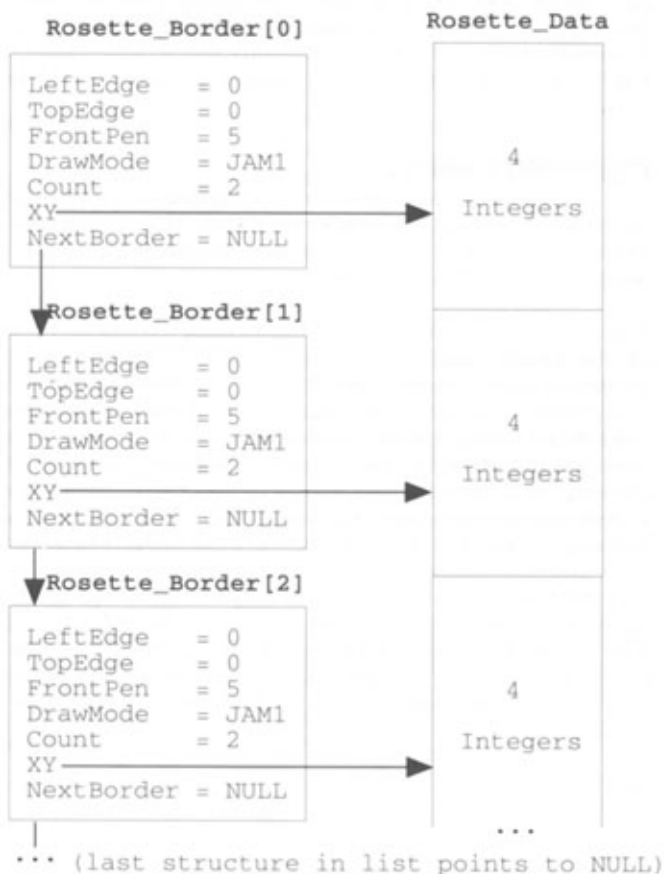 Rosette_Border[0]
Rosette_Data
LeftEdge = 0
TopEdge = 0
FrontPen = 5
DrawMode = JAM1
Count = 2
XY
NextBorder = NULL
4
Integers
Rosette_Border[1]
LeftEdge = 0
TopEdge = 0
FrontPen = 5
DrawMode = JAM1
Count = 2
XY
NextBorder = NULL
4
Integers
Rosette_Border[2]
LeftEdge = 0
TopEdge = 0
FrontPen = 5
DrawMode = JAM1
Count = 2
XY
NextBorder = NULL
4
Integers
...
... (last structure in list points to NULL)